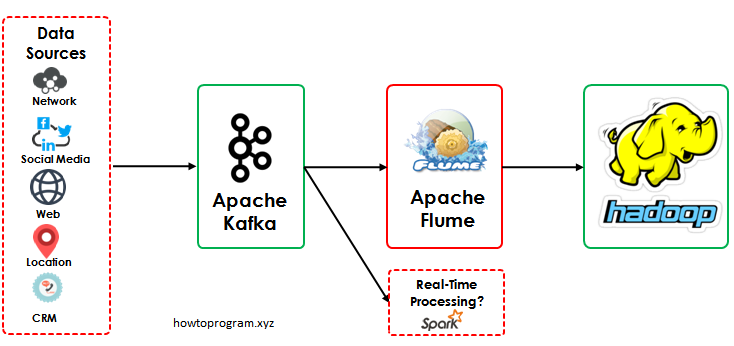 Data
Sources
Network
Social Media
Web
Location
CRM
Apache
Kafka
FLUME
Apache
Flume
hadoop
Real-Time
Processing?
Spark
howtoprogram.xyz